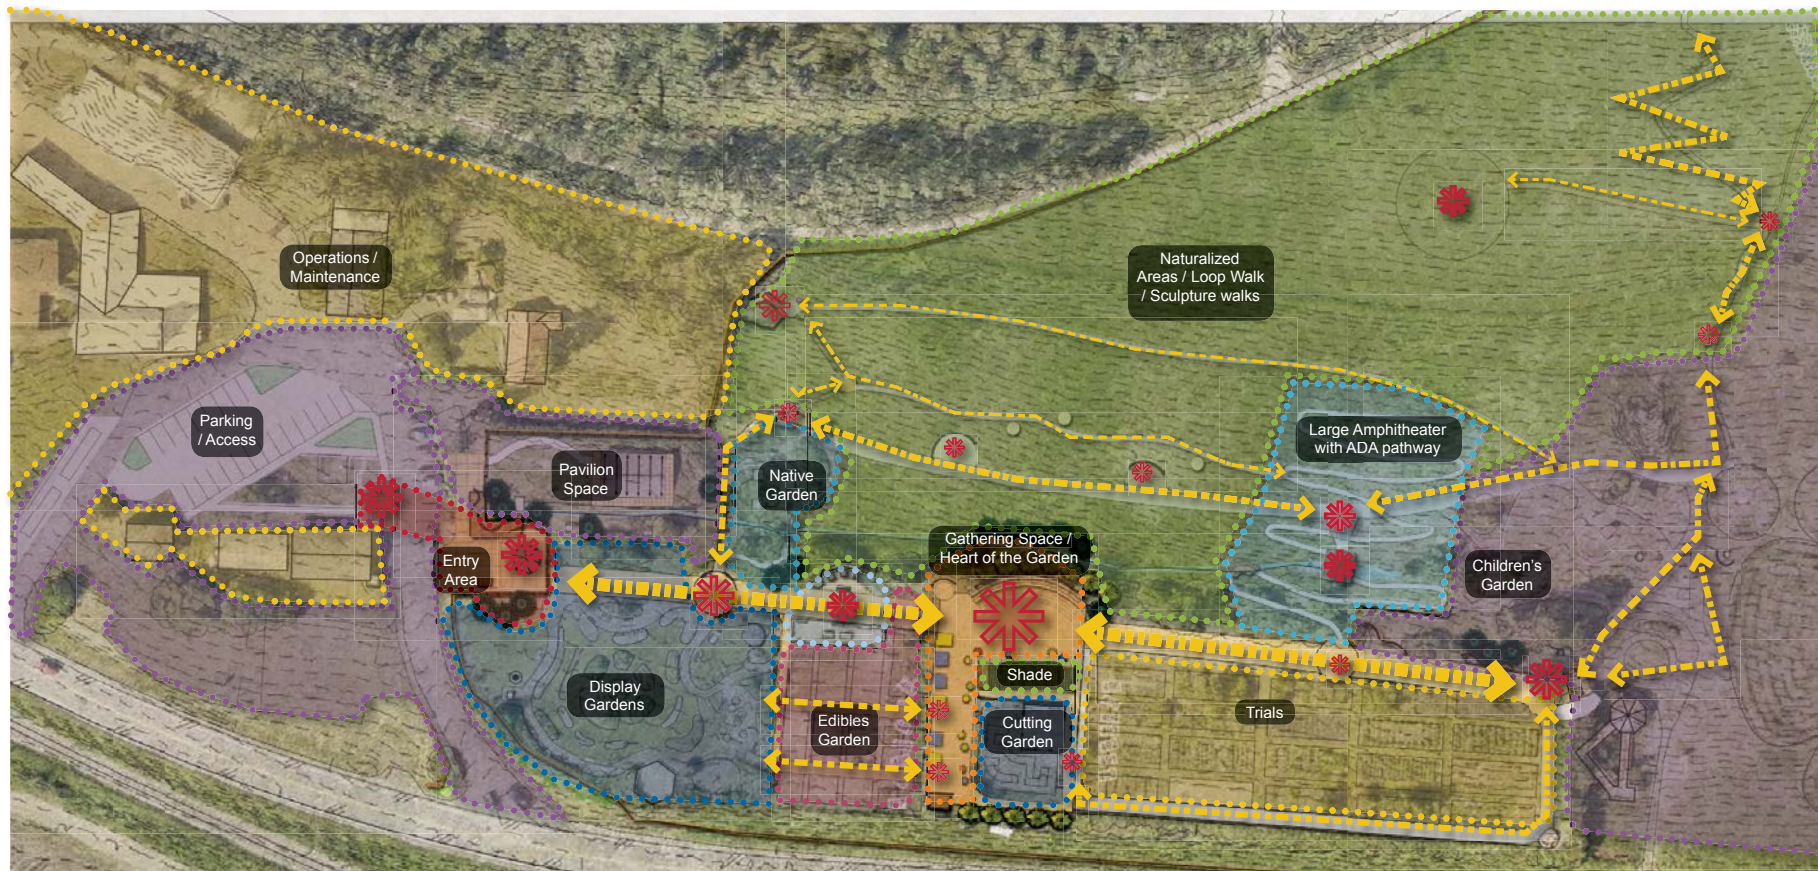 Operations /
Maintenance
Naturalized
Areas / Loop Walk
/ Sculpture walks
Parking
/ Access
Pavilion
Space
Native
Garden
Large Amphitheater
with ADA pathway
Entry
Area
Gathering Space /
Heart of the Garden
Children's
Garden
Display
Gardens
Shade
Edibles
Garden
Cutting
Garden
Trials